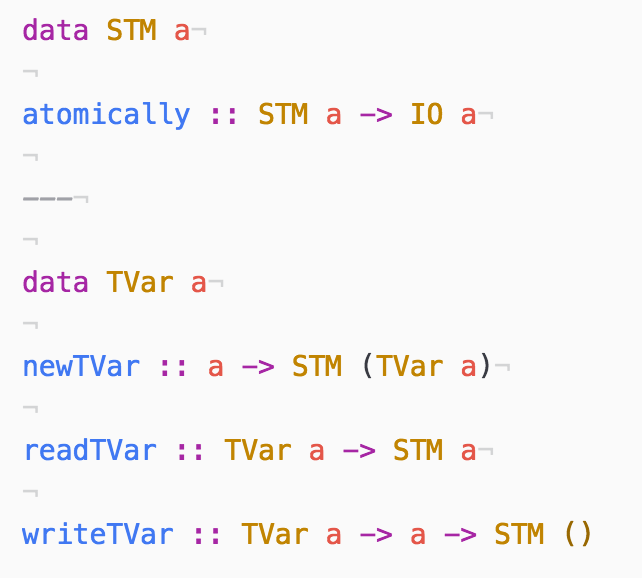 data STM a¬
¬
atomically :: STM a -> IO a¬
¬
---¬
¬
data TVar a¬
¬
newTVar :: a -> STM (TVar a)¬
¬
readTVar :: TVar a -> STM a¬
¬
writeTVar :: TVar a -> a -> STM ()